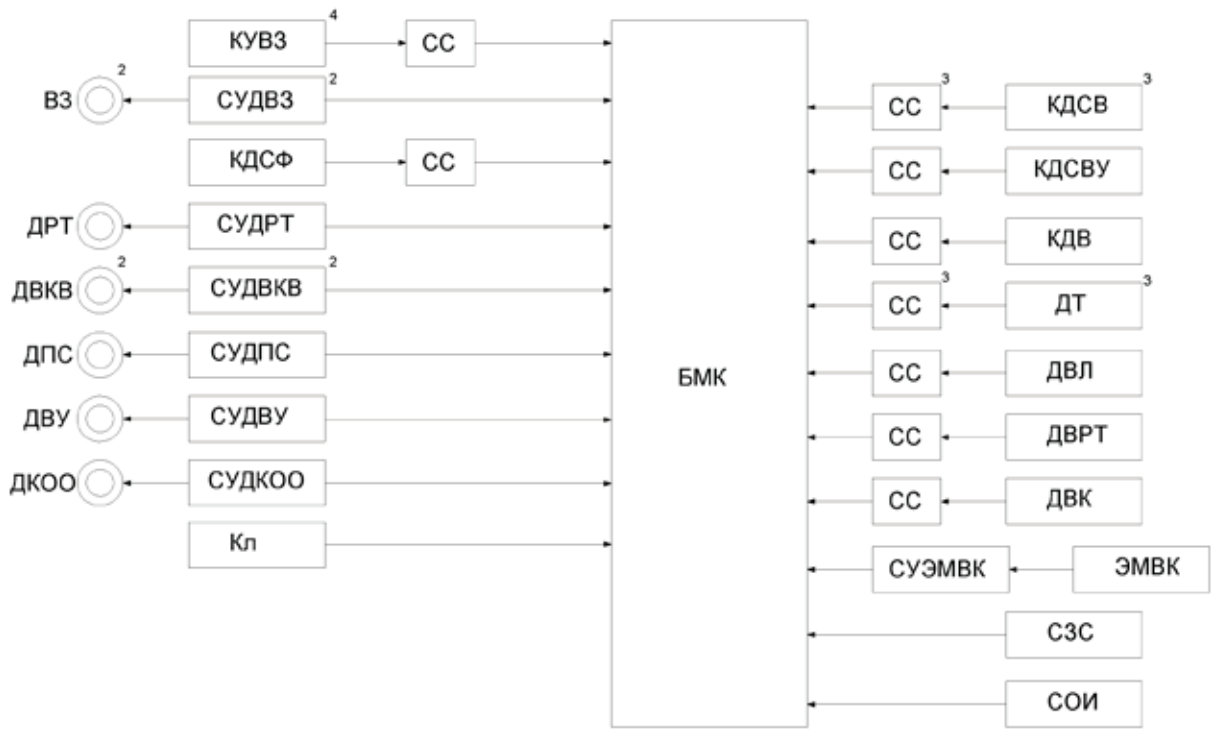 КУВЗ 4 СС
ВЗ 2 СУДВЗ 2
КДСФ СС
ДРТ СУДРТ
ДВКВ 2 СУДВКВ 2
ДПС СУДПС
ДВУ СУДВУ
ДКОО СУДКОО
Кл
БМК
СС 3 КДСВ 3
СС КДСВУ
СС КДВ
СС 3 ДТ 3
СС ДВЛ
СС ДВРТ
СС ДВК
СУЭМВК ЭМВК
СЗС
СОИ